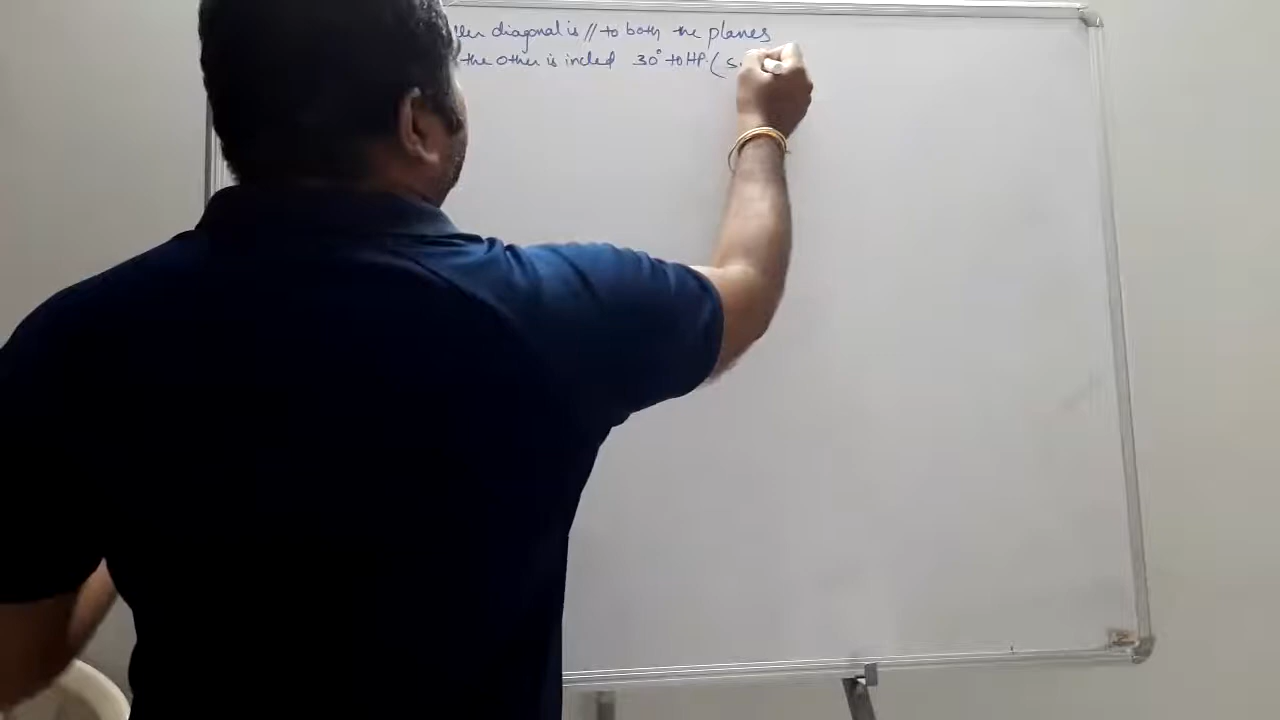 diagonal is // to both the planes
the other is incled 30° to HP. (